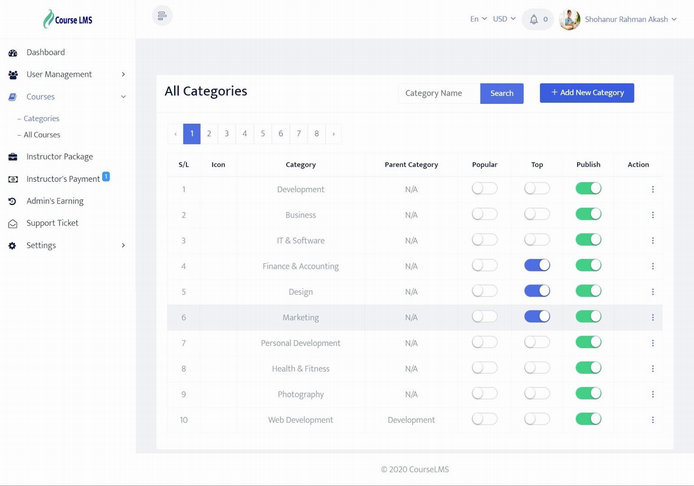 Course LMS
En USD 0 Shohanur Rahman Akash
Dashboard
User Management
Courses
– Categories
– All Courses
Instructor Package
Instructor's Payment 1
Admin's Earning
Support Ticket
Settings
All Categories
Category Name Search + Add New Category
‹ 1 2 3 4 5 6 7 8 ›
S/L Icon Category Parent Category Popular Top Publish Action
1 Development N/A
2 Business N/A
3 IT & Software N/A
4 Finance & Accounting N/A
5 Design N/A
6 Marketing N/A
7 Personal Development N/A
8 Health & Fitness N/A
9 Photography N/A
10 Web Development Development
© 2020 CourseLMS